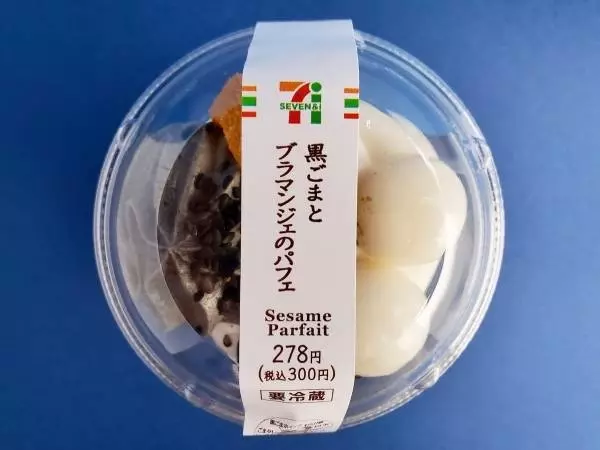 SEVEN&i
黒ごまと
ブラマンジェのパフェ
Sesame
Parfait
278円
(税込300円)
要冷蔵